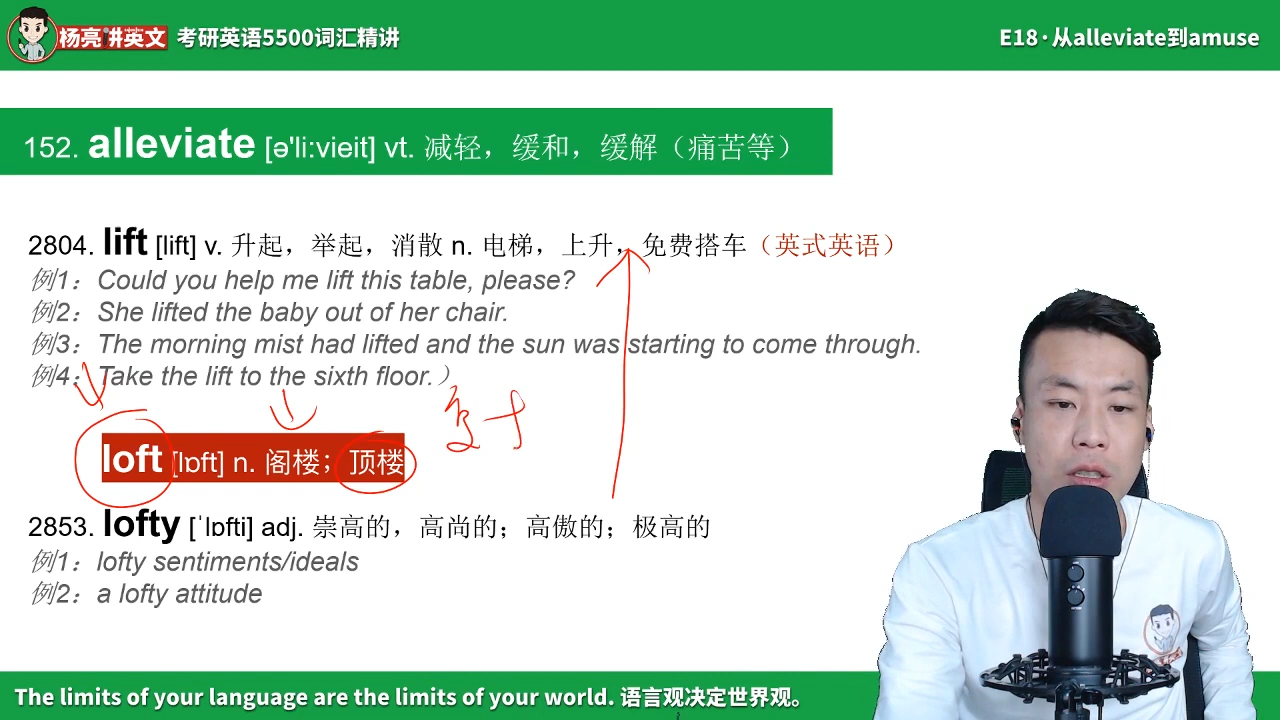 杨亮讲英文 考研英语5500词汇精讲
E18·从alleviate到amuse
152. alleviate [ə'li:vieit] vt. 减轻，缓和，缓解（痛苦等）
2804. lift [lift] v. 升起，举起，消散 n. 电梯，上升，免费搭车（英式英语）
例1：Could you help me lift this table, please?
例2：She lifted the baby out of her chair.
例3：The morning mist had lifted and the sun was starting to come through.
例4：Take the lift to the sixth floor.）
loft [lɒft] n. 阁楼；顶楼
2853. lofty [ˈlɒfti] adj. 崇高的，高尚的；高傲的；极高的
例1：lofty sentiments/ideals
例2：a lofty attitude
The limits of your language are the limits of your world. 语言观决定世界观。